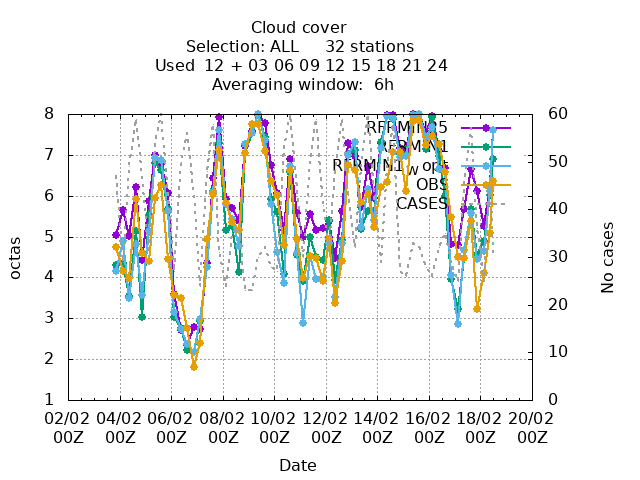 Cloud cover
Selection: ALL 32 stations
Used 12 + 03 06 09 12 15 18 21 24
Averaging window: 6h
8
7
6
5
4
3
2
1
octas
60
50
40
30
20
10
0
No cases
OBS
CASES
02/02 04/02 06/02 08/02 10/02 12/02 14/02 16/02 18/02 20/02
00Z 00Z 00Z 00Z 00Z 00Z 00Z 00Z 00Z 00Z
Date